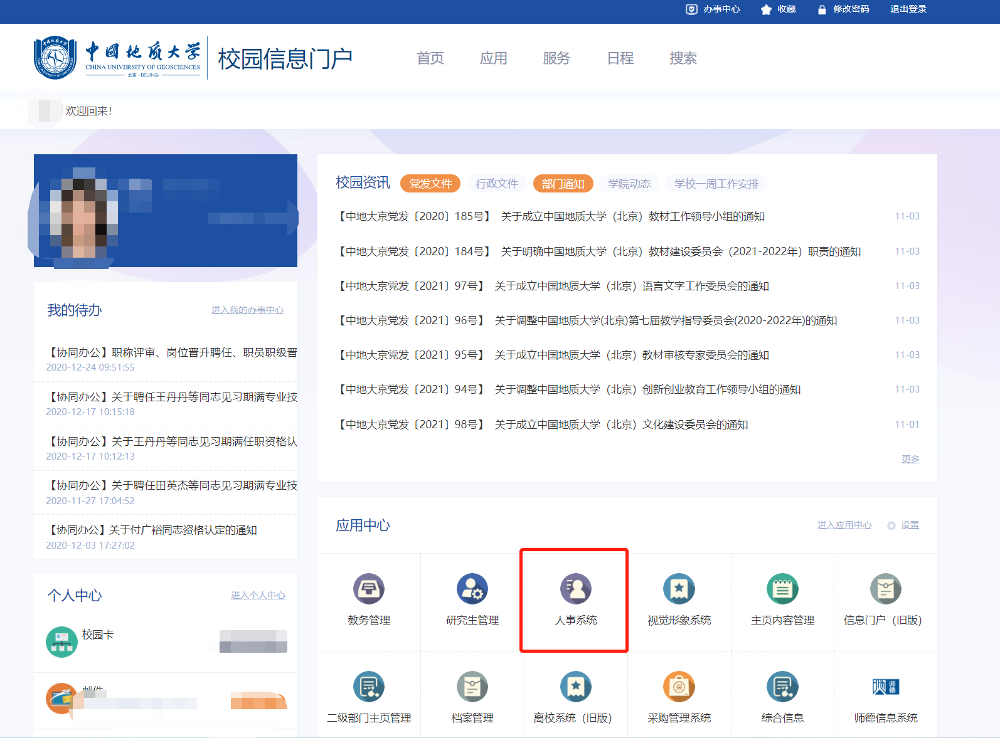 办事中心 收藏 修改密码 退出登录
中国地质大学
CHINA UNIVERSITY OF GEOSCIENCES
北京·BEIJING
校园信息门户
首页 应用 服务 日程 搜索
欢迎回来!
校园资讯 党发文件 行政文件 部门通知 学院动态 学校一周工作安排
【中地大京党发〔2020〕185号】 关于成立中国地质大学（北京）教材工作领导小组的通知 11-03
【中地大京党发〔2020〕184号】 关于明确中国地质大学（北京）教材建设委员会（2021-2022年）职责的通知 11-03
【中地大京党发〔2021〕97号】 关于成立中国地质大学（北京）语言文字工作委员会的通知 11-03
【中地大京党发〔2021〕96号】 关于调整中国地质大学(北京)第七届教学指导委员会(2020-2022年)的通知 11-03
【中地大京党发〔2021〕95号】 关于成立中国地质大学（北京）教材审核专家委员会的通知 11-03
【中地大京党发〔2021〕94号】 关于调整中国地质大学（北京）创新创业教育工作领导小组的通知 11-03
【中地大京党发〔2021〕98号】 关于成立中国地质大学（北京）文化建设委员会的通知 11-01
更多
我的待办 进入我的办事中心
【协同办公】职称评审、岗位晋升聘任、职员职级晋
2020-12-24 09:51:55
【协同办公】关于聘任王丹丹等同志见习期满专业技
2020-12-17 10:15:18
【协同办公】关于王丹丹等同志见习期满任职资格认
2020-12-17 10:12:13
【协同办公】关于聘任田英杰等同志见习期满专业技
2020-11-27 17:04:52
【协同办公】关于付广裕同志资格认定的通知
2020-12-03 17:27:02
个人中心 进入个人中心
校园卡
邮件
应用中心 进入应用中心 设置
教务管理 研究生管理 人事系统 视觉形象系统 主页内容管理 信息门户（旧版）
采
师德
二级部门主页管理 档案管理 离校系统（旧版） 采购管理系统 综合信息 师德信息系统